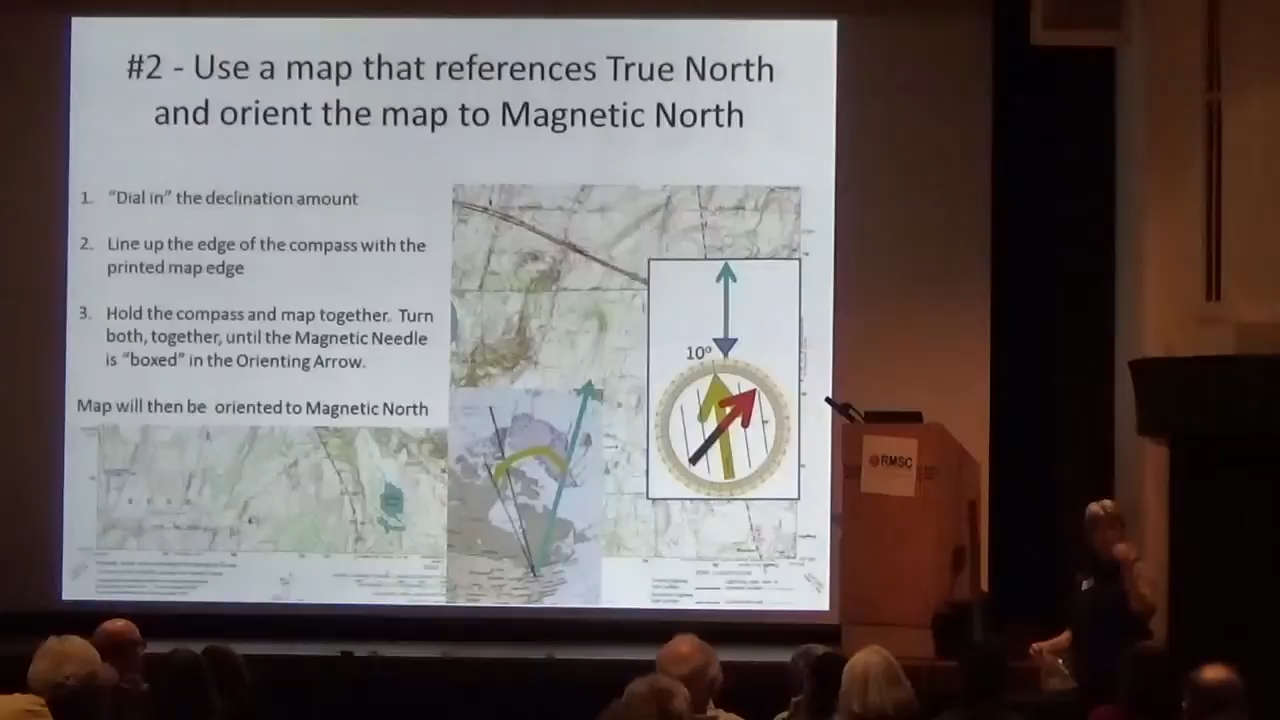 #2 - Use a map that references True North
and orient the map to Magnetic North
1. “Dial in” the declination amount
2. Line up the edge of the compass with the
printed map edge
3. Hold the compass and map together. Turn
both, together, until the Magnetic Needle
is “boxed” in the Orienting Arrow.
Map will then be oriented to Magnetic North
10°
RMSC